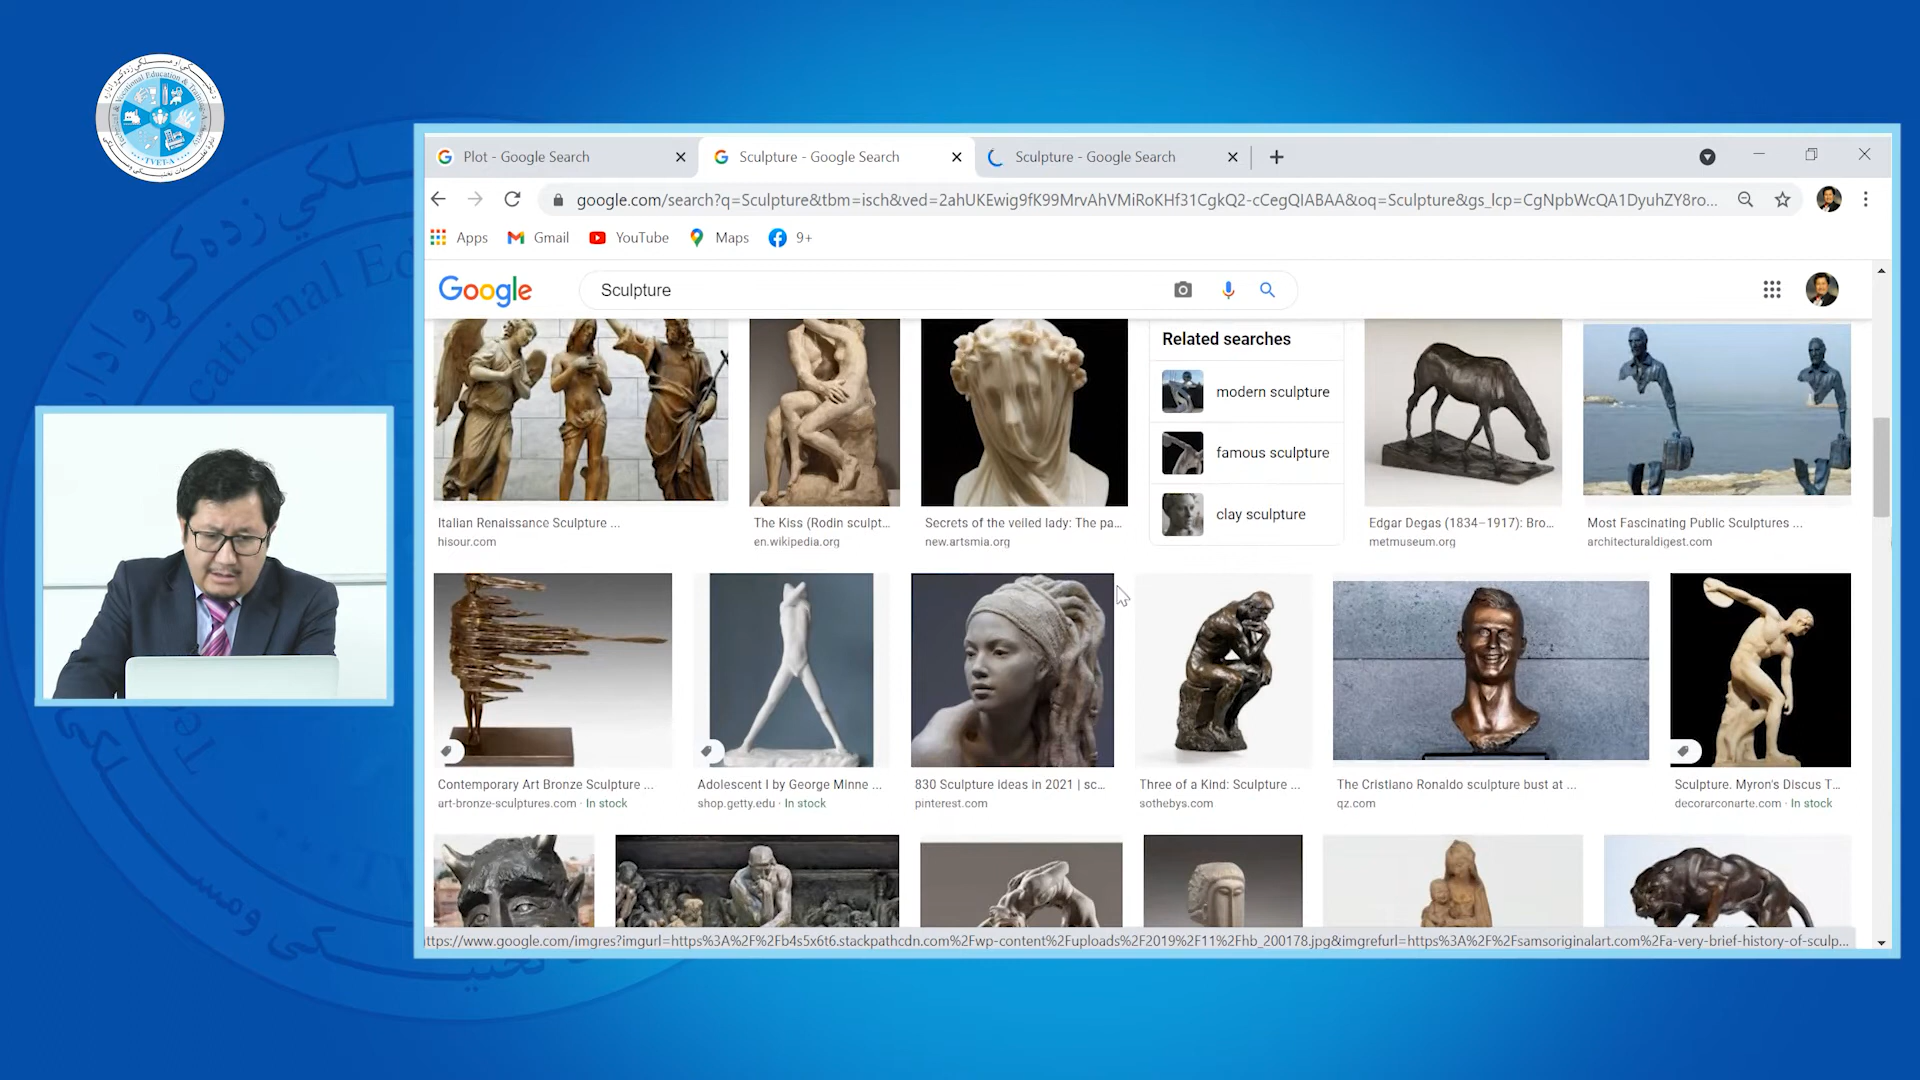 Technical & Vocational Education & Training Authority
TVET-A
Plot - Google Search
Sculpture - Google Search
Sculpture - Google Search
google.com/search?q=Sculpture&tbm=isch&ved=2ahUKEwig9fK99MrvAhVMiRoKHf31CgkQ2-cCegQIABAA&oq=Sculpture&gs_lcp=CgNpbWcQA1DyuhZY8ro...
Apps
Gmail
YouTube
Maps
9+
Google
Sculpture
Related searches
modern sculpture
famous sculpture
clay sculpture
Italian Renaissance Sculpture ...
hisour.com
The Kiss (Rodin sculpt...
en.wikipedia.org
Secrets of the veiled lady: The pa...
new.artsmia.org
Edgar Degas (1834–1917): Bro...
metmuseum.org
Most Fascinating Public Sculptures ...
architecturaldigest.com
Contemporary Art Bronze Sculpture ...
art-bronze-sculptures.com · In stock
Adolescent I by George Minne ...
shop.getty.edu · In stock
830 Sculpture ideas in 2021 | sc...
pinterest.com
Three of a Kind: Sculpture ...
sothebys.com
The Cristiano Ronaldo sculpture bust at ...
qz.com
Sculpture. Myron's Discus T...
decorarconarte.com · In stock
ttps://www.google.com/imgres?imgurl=https%3A%2F%2Fb4s5x6t6.stackpathcdn.com%2Fwp-content%2Fuploads%2F2019%2F11%2Fhb_200178.jpg&imgrefurl=https%3A%2F%2Fsamsoriginalart.com%2Fa-very-brief-history-of-sculp...